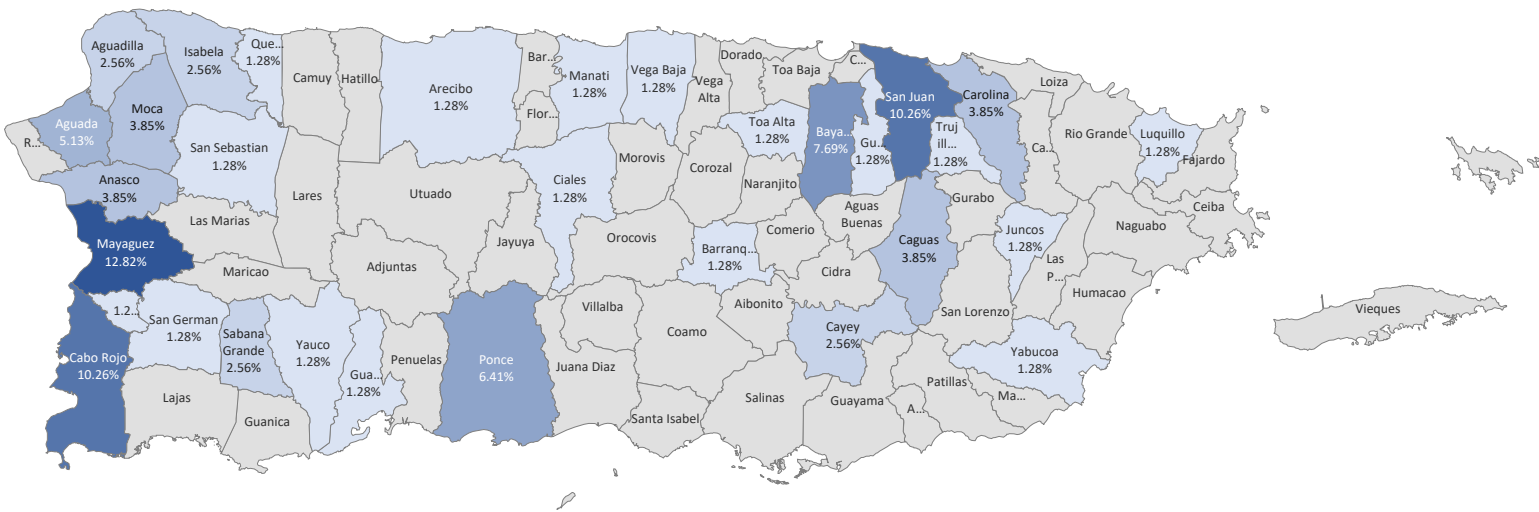 Aguadilla
2.56%
Isabela
2.56%
Que...
1.28%
Camuy
Hatillo
Arecibo
1.28%
Bar...
Flor...
Manati
1.28%
Vega Baja
1.28%
Vega
Alta
Dorado
Toa Baja
C...
San Juan
10.26%
Carolina
3.85%
Loiza
Rio Grande
Luquillo
1.28%
Fajardo
Ceiba
R...
Aguada
5.13%
Moca
3.85%
San Sebastian
1.28%
Anasco
3.85%
Lares
Utuado
Ciales
1.28%
Morovis
Corozal
Toa Alta
1.28%
Naranjito
Baya...
7.69%
Gu...
1.28%
Truj
ill...
1.28%
Ca...
Gurabo
Aguas
Buenas
Mayaguez
12.82%
Las Marias
Maricao
Adjuntas
Jayuya
Orocovis
Barranq...
1.28%
Comerio
Cidra
Caguas
3.85%
Juncos
1.28%
Las
P...
Naguabo
Humacao
San Lorenzo
1.2...
San German
1.28%
Sabana
Grande
2.56%
Yauco
1.28%
Gua...
1.28%
Penuelas
Ponce
6.41%
Villalba
Juana Diaz
Coamo
Aibonito
Cayey
2.56%
Yabucoa
1.28%
Cabo Rojo
10.26%
Lajas
Guanica
Santa Isabel
Salinas
Guayama
A...
Patillas
Ma...
Vieques